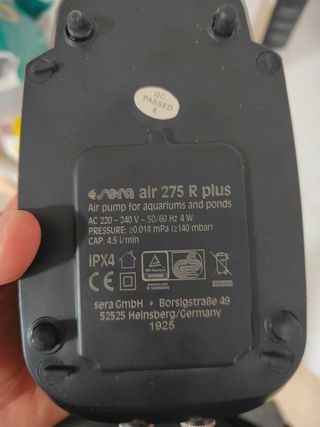 QC
PASSED
8
sera air 275 R plus
Air pump for aquariums and ponds
AC 220 - 240 V ~ 50/60 Hz 4 W
PRESSURE: ≥0.014 mPa (≥140 mbar)
CAP: 4.5 l/min
IPX4
CE
sera GmbH • Borsigstraße 49
52525 Heinsberg/Germany
1925